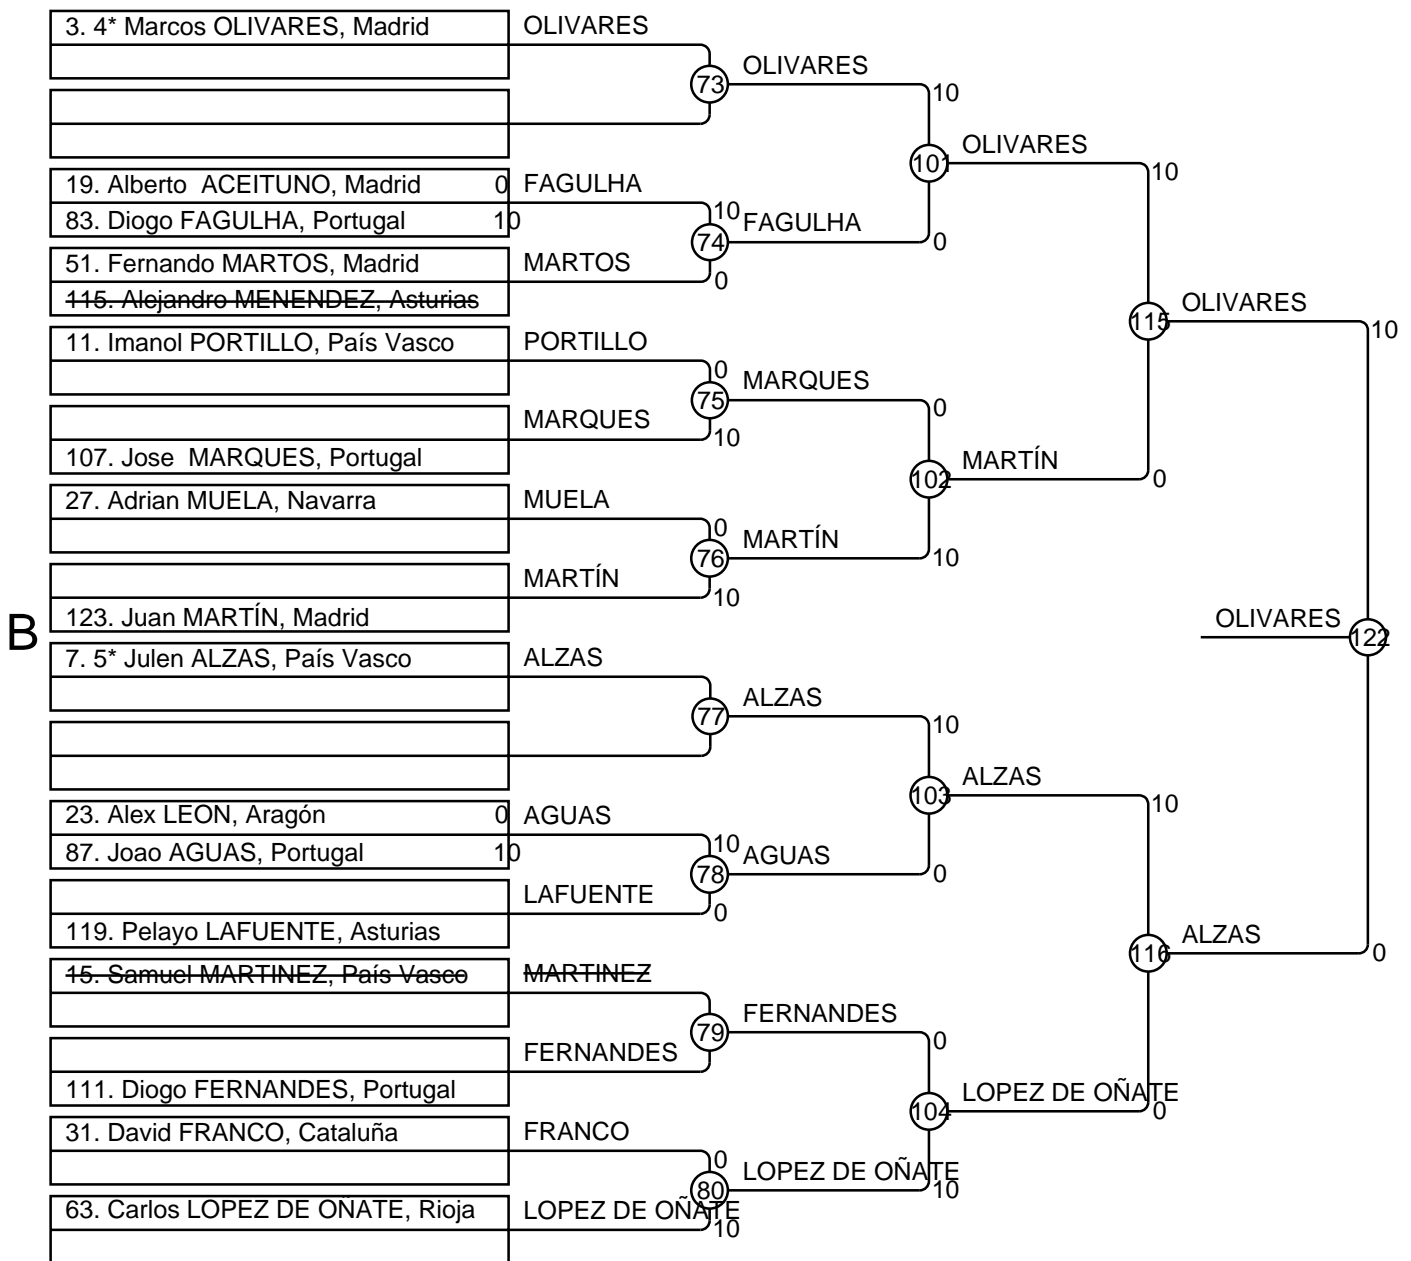 3. 4* Marcos OLIVARES, Madrid
OLIVARES
73
OLIVARES
10
101
OLIVARES
10
19. Alberto ACEITUNO, Madrid 0
FAGULHA
83. Diogo FAGULHA, Portugal 10
10
74
FAGULHA
0
51. Fernando MARTOS, Madrid
MARTOS
0
115. Alejandro MENENDEZ, Asturias
115
OLIVARES
10
11. Imanol PORTILLO, País Vasco
PORTILLO
0
75
MARQUES
0
MARQUES
10
107. Jose MARQUES, Portugal
102
MARTÍN
0
27. Adrian MUELA, Navarra
MUELA
0
76
MARTÍN
10
MARTÍN
10
123. Juan MARTÍN, Madrid
B
OLIVARES
122
7. 5* Julen ALZAS, País Vasco
ALZAS
77
ALZAS
10
103
ALZAS
10
23. Alex LEON, Aragón 0
AGUAS
87. Joao AGUAS, Portugal 10
10
78
AGUAS
0
LAFUENTE
0
119. Pelayo LAFUENTE, Asturias
116
ALZAS
0
15. Samuel MARTINEZ, País Vasco
MARTINEZ
79
FERNANDES
0
FERNANDES
111. Diogo FERNANDES, Portugal
104
LOPEZ DE OÑATE
0
31. David FRANCO, Cataluña
FRANCO
0
80
LOPEZ DE OÑATE
10
63. Carlos LOPEZ DE OÑATE, Rioja
LOPEZ DE OÑATE
10